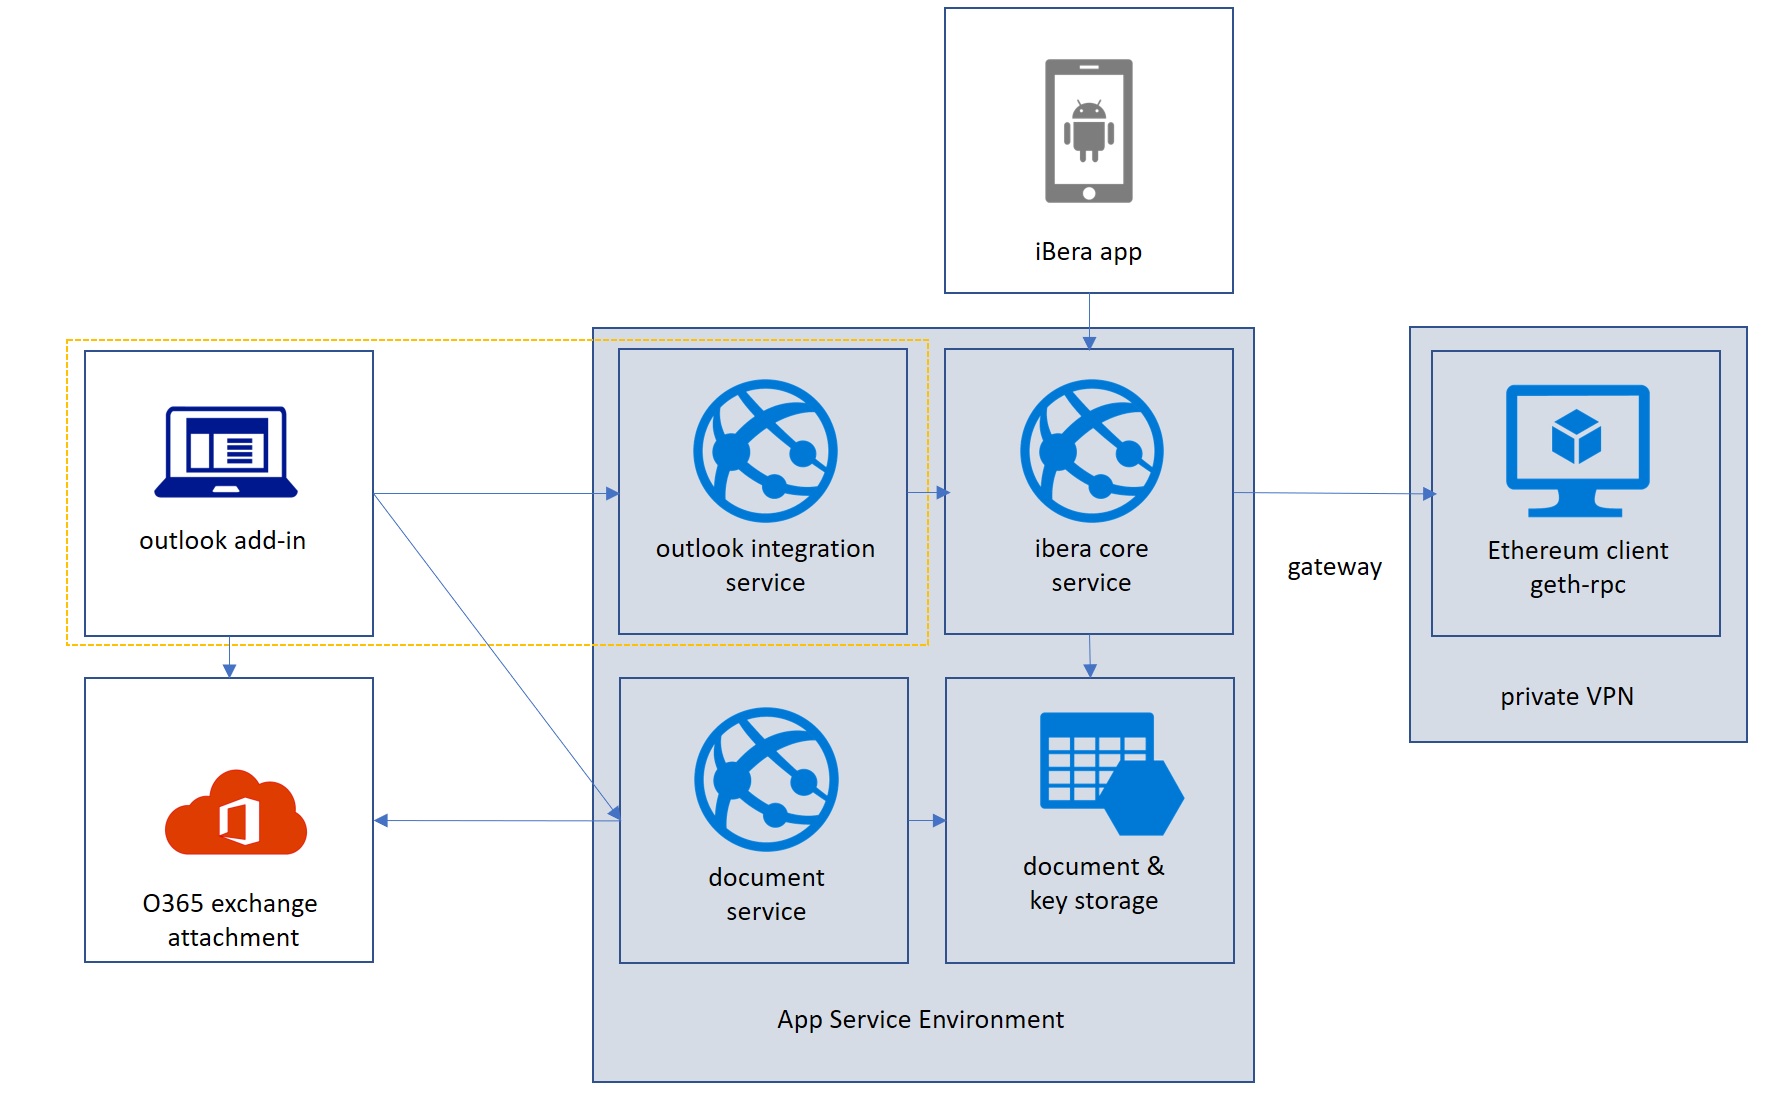 iBera app
outlook add-in
outlook integration
service
ibera core
service
gateway
Ethereum client
geth-rpc
private VPN
O365 exchange
attachment
document
service
document &
key storage
App Service Environment